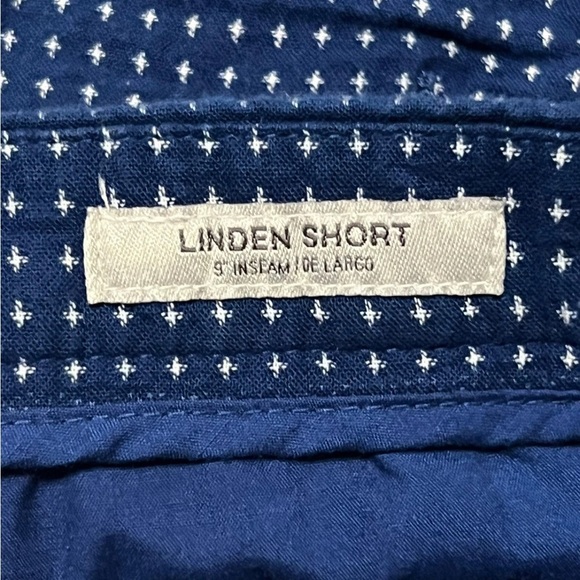 LINDEN SHORT
9" INSEAM / DE LARGO